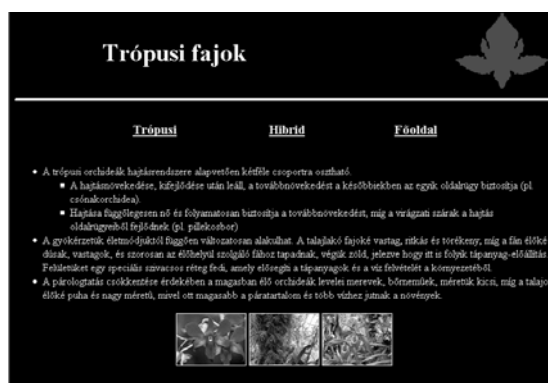 Trópusi fajok
Trópusi Hibrid Főoldal
A trópusi orchideák hajtásrendszere alapvetően kétféle csoportra osztható.
A hajtásnövekedése, kifejlődése után leáll, a továbbnövekedést a későbbiekben az egyik oldalrügy biztosítja (pl.
csónakorchidea).
Hajtása függőlegesen nő és folyamatosan biztosítja a továbbnövekedést, míg a virágzati szárak a hajtás
oldalrügyeiből fejlődnek (pl. pillekosbor)
A gyökérzetük életmódjuktól függően változatosan alakulhat. A talajlakó fajoké vastag, ritkás és törékeny, míg a fán élőké
dúsak, vastagok, és szorosan az élőhelyül szolgáló fához tapadnak, végük zöld, jelezve hogy itt is folyik tápanyag-előállítás.
Felületüket egy speciális szivacsos réteg fedi, amely elősegíti a tápanyagok és a víz felvételét a környezetéből.
A párologtatás csökkentése érdekében a magasban élő orchideák levelei merevek, bőrneműek, méretük kicsi, míg a talajon
élőké puha és nagy méretű, mivel ott magasabb a páratartalom és több vízhez jutnak a növények.